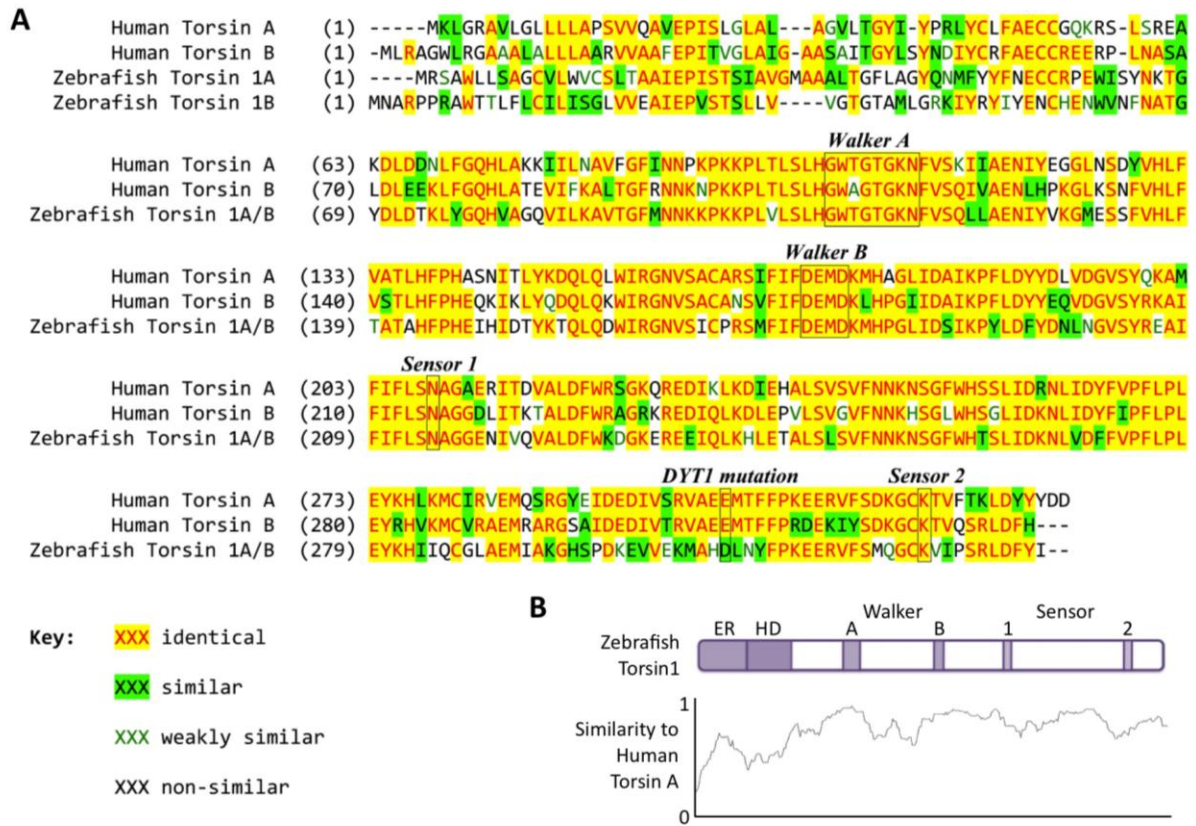 A
Human Torsin A (1) -----MKLGRAVLGLLLLAPSVVQAVEPISLGLAL---AGVLTGYI-YPRLYCLFAECCGQKRS-LSREA
Human Torsin B (1) -MLRAGWLRGAAALALLLAARVVAAFEPITVGLAIG-AASAITGYLSYNDIYCRFAECCREERP-LNASA
Zebrafish Torsin 1A (1) ----MRSAWLLSAGCVLWVCSLTAAIEPISTSIAVGMAAALTGFLAGYQNMFYYFNECCRPEWISYNKTG
Zebrafish Torsin 1B (1) MNARPPRAWTTLFLCILISGLVVEAIEPVSTSLLV----VGTGTAMLGRKIYRYIYENCHENWVNFNATG
Walker A
Human Torsin A (63) KDLDDNLFGQHLAKKIILNAVFGFINNPKPKKPLTLSLHGWTGTGKNFVSKIIAENIYEGGLNSDYVHLF
Human Torsin B (70) LDLEEKLFGQHLATEVIFKALTGFRNNKNPKKPLTLSLHGWAGTGKNFVSQIVAENLHPKGLKSNFVHLF
Zebrafish Torsin 1A/B (69) YDLDTKLYGQHVAGQVILKAVTGFMNNKKPKKPLVLSLHGWTGTGKNFVSQLLAENIYVKGMESSFVHLF
Walker B
Human Torsin A (133) VATLHFPHASNITLYKDQLQLWIRGNVSACARSIFIFDEMDKMHAGLIDAIKPFLDYYDLVDGVSYQKAM
Human Torsin B (140) VSTLHFPHEQKIKLYQDQLQKWIRGNVSACANSVFIFDEMDKLHPGIIDAIKPFLDYYEQVDGVSYRKAI
Zebrafish Torsin 1A/B (139) TATAHFPHEIHIDTYKTQLQDWIRGNVSICPRSMFIFDEMDKMHPGLIDSIKPYLDFYDNLNGVSYREAI
Sensor 1
Human Torsin A (203) FIFLSNAGAERITDVALDFWRSGKQREDIKLKDIEHALSVSVFNNKNSGFWHSSLIDRNLIDYFVPFLPL
Human Torsin B (210) FIFLSNAGGDLITKTALDFWRAGRKREDIQLKDLEPVLSVGVFNNKHSGLWHSGLIDKNLIDYFIPFLPL
Zebrafish Torsin 1A/B (209) FIFLSNAGGENIVQVALDFWKDGKEREEIQLKHLETALSLSVFNNKNSGFWHTSLIDKNLVDFFVPFLPL
DYT1 mutation Sensor 2
Human Torsin A (273) EYKHLKMCIRVEMQSRGYEIDEDIVSRVAEEMTFFPKEERVFSDKGCKTVFTKLDYYYDD
Human Torsin B (280) EYRHVKMCVRAEMRARGSAIDEDIVTRVAEEMTFFPRDEKIYSDKGCKTVQSRLDFH---
Zebrafish Torsin 1A/B (279) EYKHIIQCGLAEMIAKGHSPDKEVVEKMAHDLNYFPKEERVFSMQGCKVIPSRLDFYI--
Key: XXX identical
XXX similar
XXX weakly similar
XXX non-similar
B
Walker Sensor
ER HD A B 1 2
Zebrafish Torsin1
1
Similarity to Human Torsin A
0